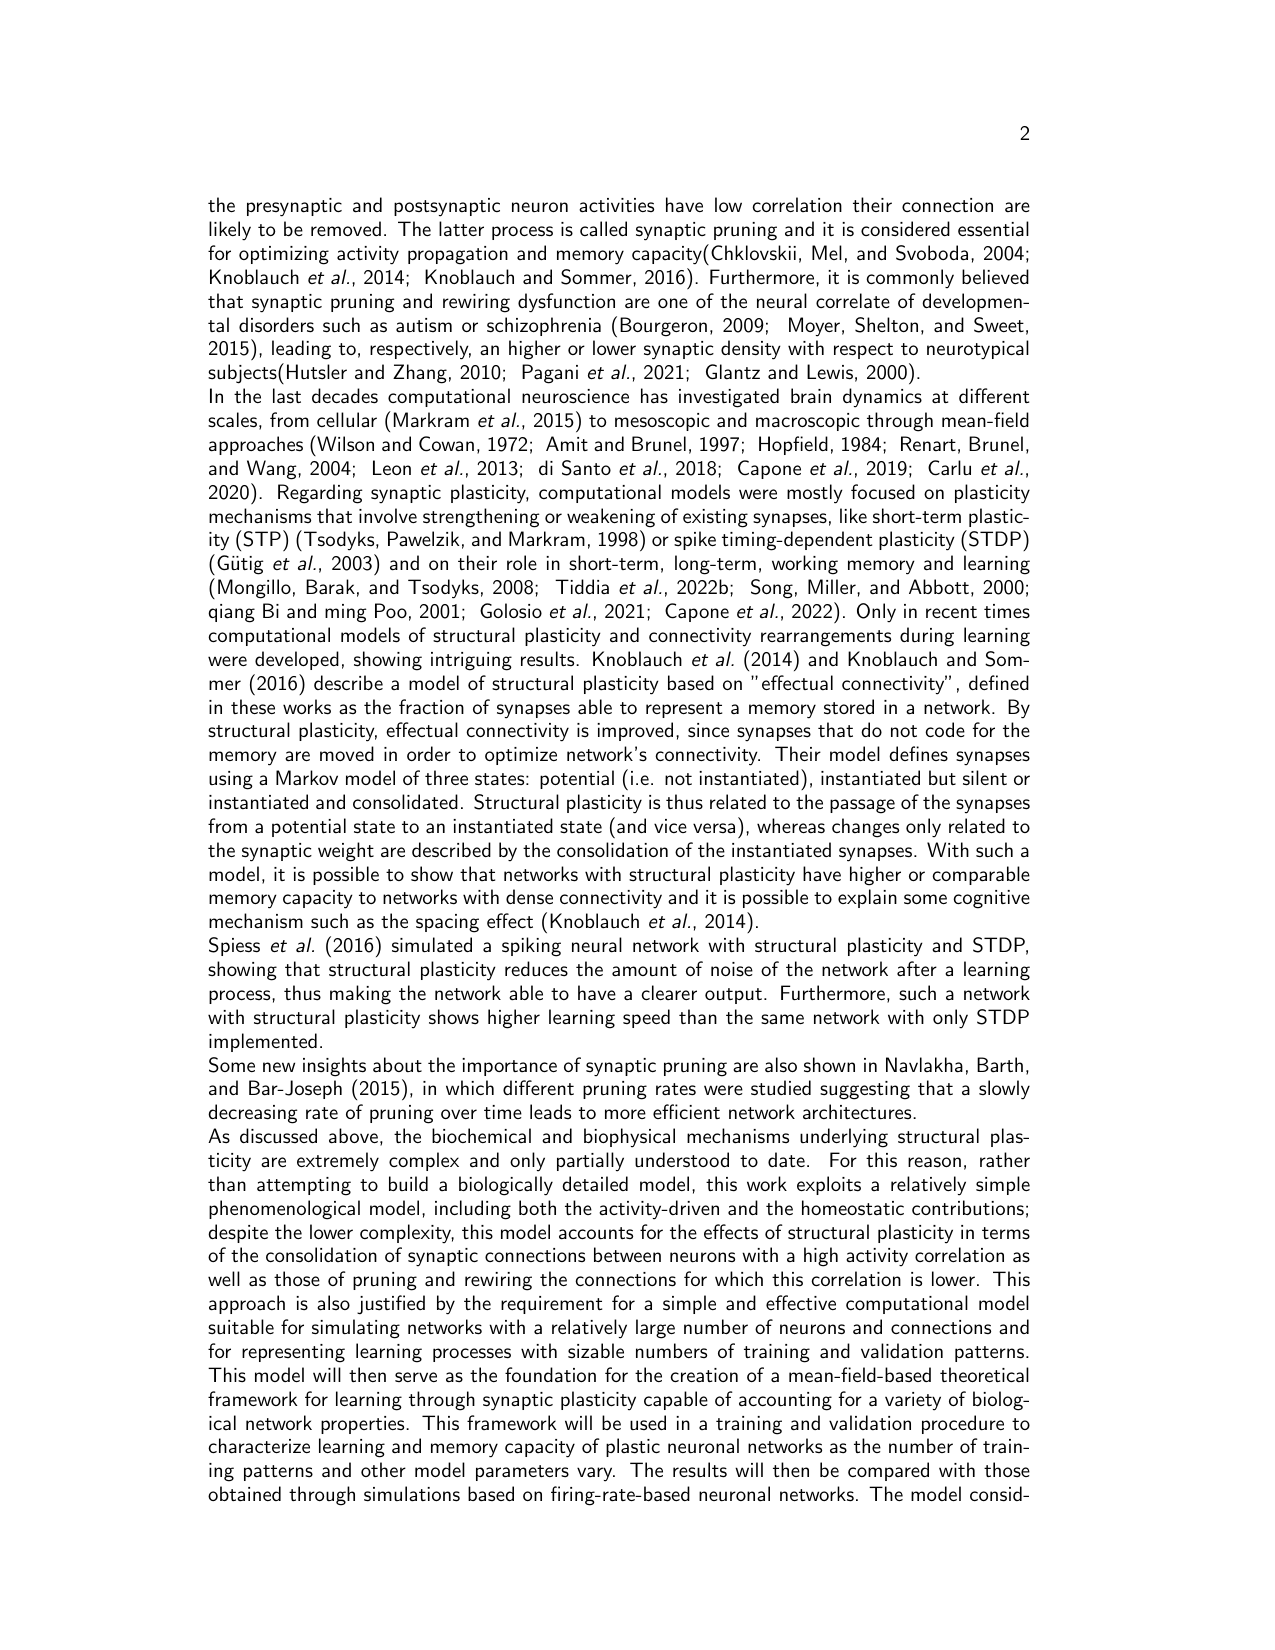 2
the presynaptic and postsynaptic neuron activities have low correlation their connection are
likely to be removed. The latter process is called synaptic pruning and it is considered essential
for optimizing activity propagation and memory capacity(Chklovskii, Mel, and Svoboda, 2004;
Knoblauch et al., 2014; Knoblauch and Sommer, 2016). Furthermore, it is commonly believed
that synaptic pruning and rewiring dysfunction are one of the neural correlate of developmen-
tal disorders such as autism or schizophrenia (Bourgeron, 2009; Moyer, Shelton, and Sweet,
2015), leading to, respectively, an higher or lower synaptic density with respect to neurotypical
subjects(Hutsler and Zhang, 2010; Pagani et al., 2021; Glantz and Lewis, 2000).
In the last decades computational neuroscience has investigated brain dynamics at different
scales, from cellular (Markram et al., 2015) to mesoscopic and macroscopic through mean-field
approaches (Wilson and Cowan, 1972; Amit and Brunel, 1997; Hopfield, 1984; Renart, Brunel,
and Wang, 2004; Leon et al., 2013; di Santo et al., 2018; Capone et al., 2019; Carlu et al.,
2020). Regarding synaptic plasticity, computational models were mostly focused on plasticity
mechanisms that involve strengthening or weakening of existing synapses, like short-term plastic-
ity (STP) (Tsodyks, Pawelzik, and Markram, 1998) or spike timing-dependent plasticity (STDP)
(Gütig et al., 2003) and on their role in short-term, long-term, working memory and learning
(Mongillo, Barak, and Tsodyks, 2008; Tiddia et al., 2022b; Song, Miller, and Abbott, 2000;
qiang Bi and ming Poo, 2001; Golosio et al., 2021; Capone et al., 2022). Only in recent times
computational models of structural plasticity and connectivity rearrangements during learning
were developed, showing intriguing results. Knoblauch et al. (2014) and Knoblauch and Som-
mer (2016) describe a model of structural plasticity based on ”effectual connectivity”, defined
in these works as the fraction of synapses able to represent a memory stored in a network. By
structural plasticity, effectual connectivity is improved, since synapses that do not code for the
memory are moved in order to optimize network's connectivity. Their model defines synapses
using a Markov model of three states: potential (i.e. not instantiated), instantiated but silent or
instantiated and consolidated. Structural plasticity is thus related to the passage of the synapses
from a potential state to an instantiated state (and vice versa), whereas changes only related to
the synaptic weight are described by the consolidation of the instantiated synapses. With such a
model, it is possible to show that networks with structural plasticity have higher or comparable
memory capacity to networks with dense connectivity and it is possible to explain some cognitive
mechanism such as the spacing effect (Knoblauch et al., 2014).
Spiess et al. (2016) simulated a spiking neural network with structural plasticity and STDP,
showing that structural plasticity reduces the amount of noise of the network after a learning
process, thus making the network able to have a clearer output. Furthermore, such a network
with structural plasticity shows higher learning speed than the same network with only STDP
implemented.
Some new insights about the importance of synaptic pruning are also shown in Navlakha, Barth,
and Bar-Joseph (2015), in which different pruning rates were studied suggesting that a slowly
decreasing rate of pruning over time leads to more efficient network architectures.
As discussed above, the biochemical and biophysical mechanisms underlying structural plas-
ticity are extremely complex and only partially understood to date. For this reason, rather
than attempting to build a biologically detailed model, this work exploits a relatively simple
phenomenological model, including both the activity-driven and the homeostatic contributions;
despite the lower complexity, this model accounts for the effects of structural plasticity in terms
of the consolidation of synaptic connections between neurons with a high activity correlation as
well as those of pruning and rewiring the connections for which this correlation is lower. This
approach is also justified by the requirement for a simple and effective computational model
suitable for simulating networks with a relatively large number of neurons and connections and
for representing learning processes with sizable numbers of training and validation patterns.
This model will then serve as the foundation for the creation of a mean-field-based theoretical
framework for learning through synaptic plasticity capable of accounting for a variety of biolog-
ical network properties. This framework will be used in a training and validation procedure to
characterize learning and memory capacity of plastic neuronal networks as the number of train-
ing patterns and other model parameters vary. The results will then be compared with those
obtained through simulations based on firing-rate-based neuronal networks. The model consid-